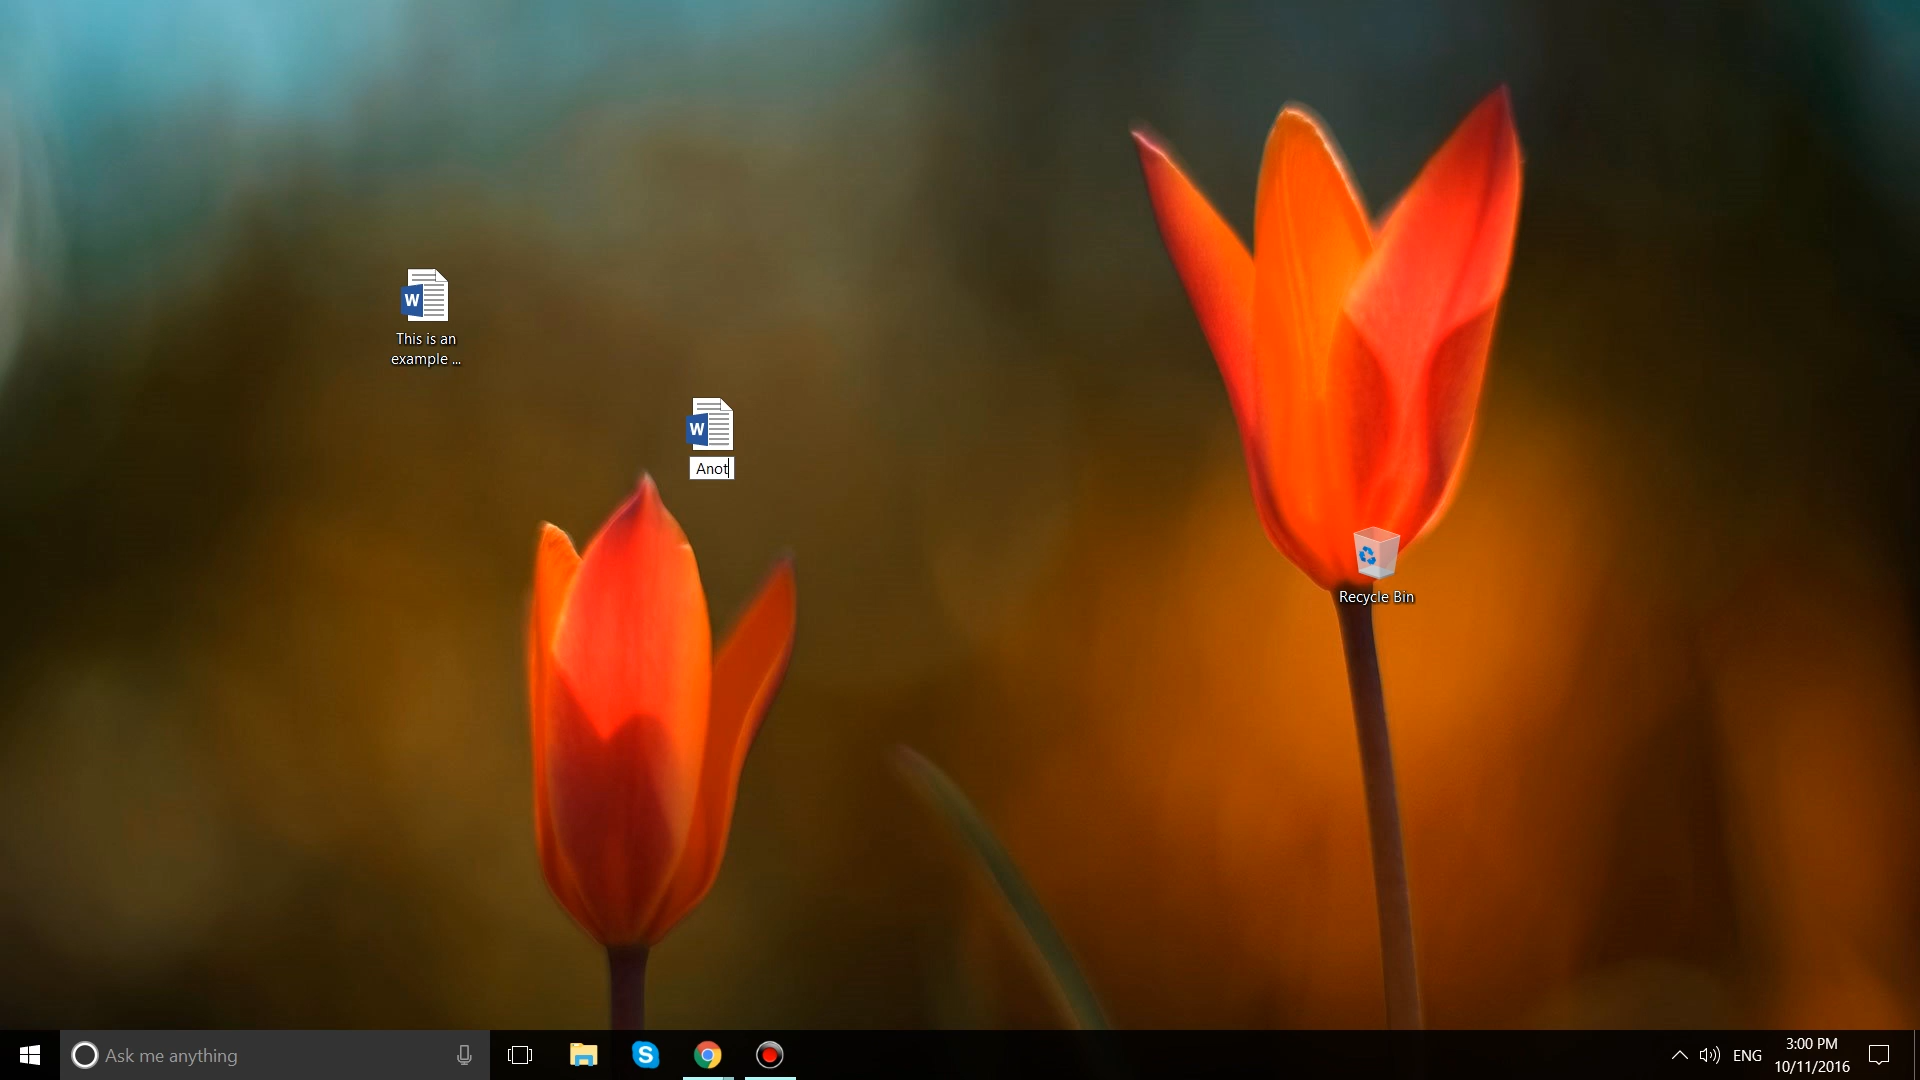 W
This is an
example ...
W
Anot
Recycle Bin
Ask me anything
S
ENG
3:00 PM
10/11/2016